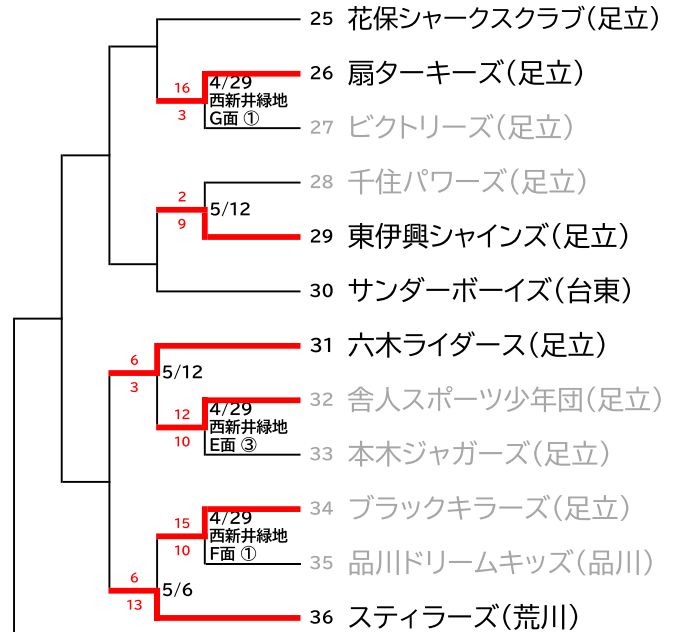 25 花保シャークスクラブ(足立)
16
4/29
26 扇ターキーズ(足立)
西新井緑地
3
G面 ①
27 ビクトリーズ(足立)
28 千住パワーズ(足立)
2
5/12
9
29 東伊興シャインズ(足立)
30 サンダーボーイズ(台東)
31 六木ライダース(足立)
6
5/12
3
32 舎人スポーツ少年団(足立)
12
4/29
西新井緑地
10
E面 ③
33 本木ジャガーズ(足立)
34 ブラックキラーズ(足立)
15
4/29
西新井緑地
10
F面 ①
35 品川ドリームキッズ(品川)
6
5/6
13
36 スティラーズ(荒川)